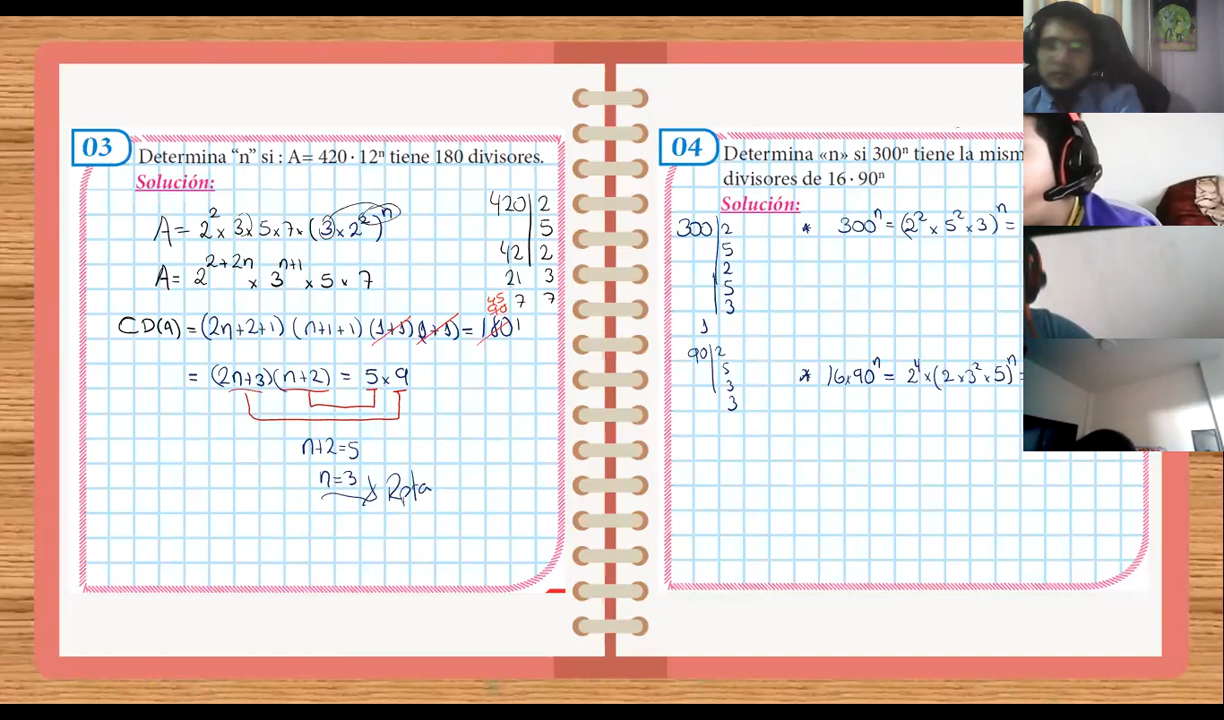 03
Determina “n” si : A= 420 · 12ⁿ tiene 180 divisores.
Solución:
A= 2² x 3 x 5 x 7 x (3 x 2²)ⁿ
A= 2²⁺²ⁿ x 3ⁿ⁺¹ x 5 x 7
420 | 2
5
42 | 2
21 3
7 7
1
45
90
CD(A) = (2n+2+1) (n+1+1) (1+1) (1+1) = 180
= (2n+3)(n+2) = 5 x 9
n+2=5
n=3 Rpta
04
Determina «n» si 300ⁿ tiene la mism
divisores de 16 · 90ⁿ
Solución:
300 | 2
5
2
5
3
1
* 300ⁿ = (2² x 5² x 3)ⁿ =
90 | 2
5
3
3
* 16x90ⁿ = 2⁴ x (2 x 3² x 5)ⁿ =